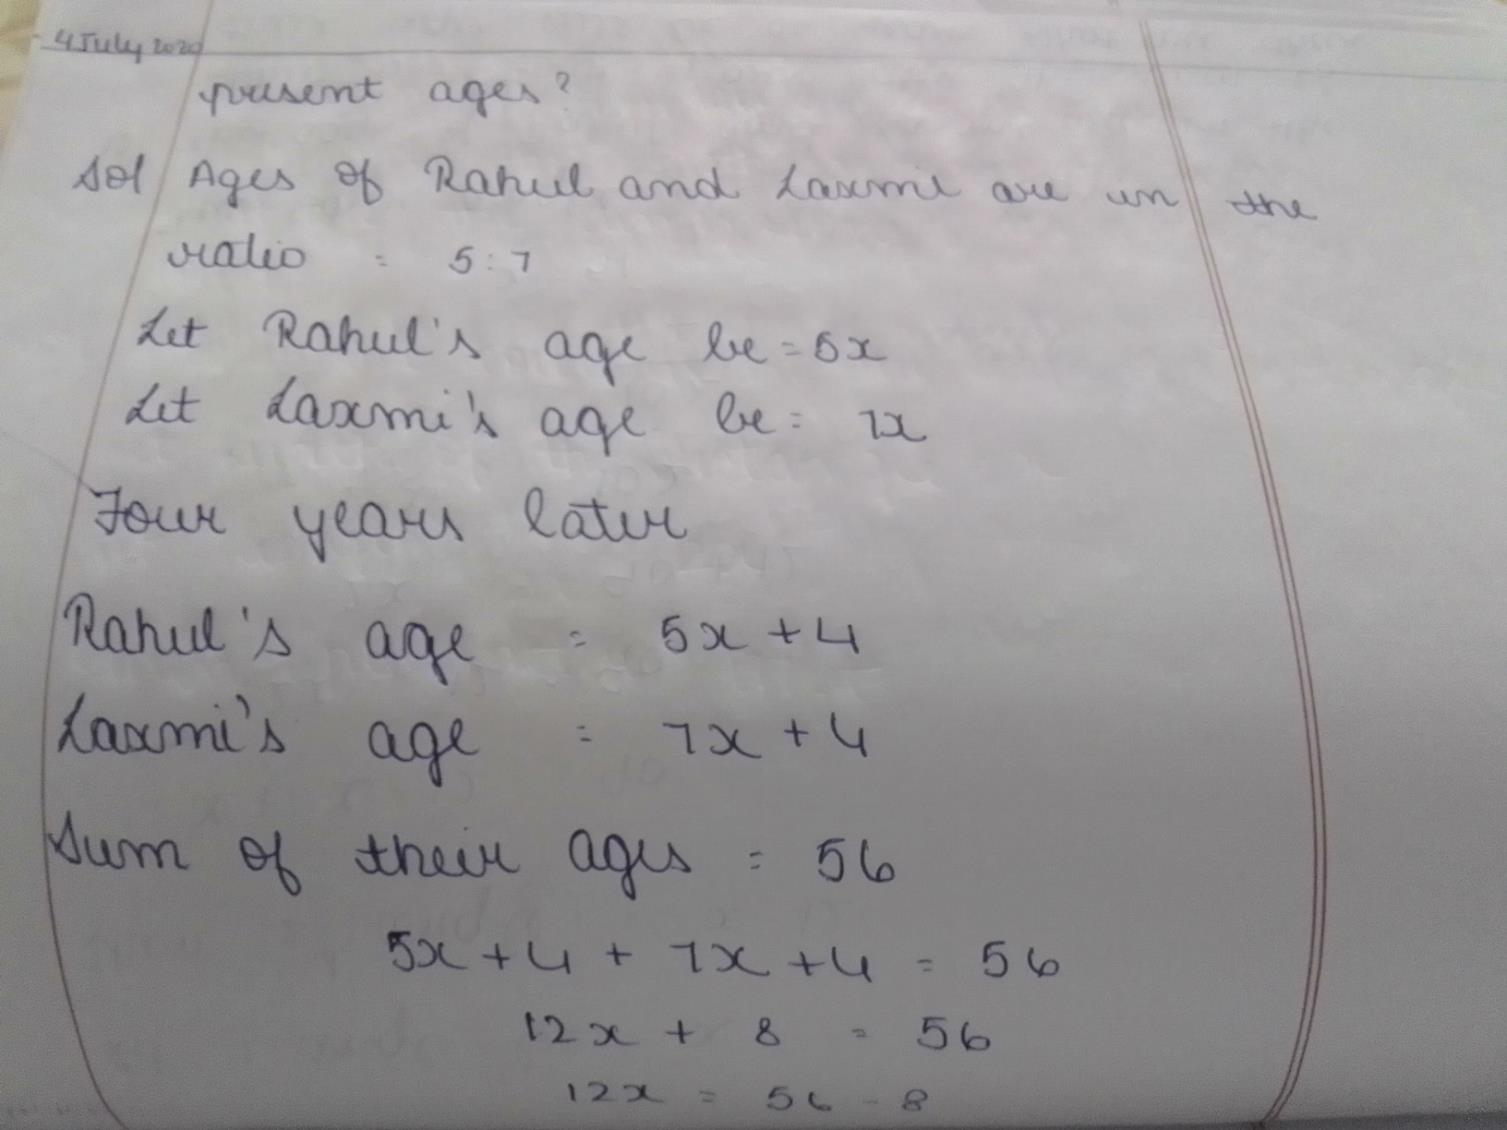 4 July 2020
present ages?
Sol Ages of Rahul and Laxmi are in the
ratio = 5:7
Let Rahul's age be = 5x
Let Laxmi's age be = 7x
Four years later
Rahul's age = 5x + 4
Laxmi's age = 7x + 4
Sum of their ages = 56
5x + 4 + 7x + 4 = 56
12x + 8 = 56
12x = 56 - 8